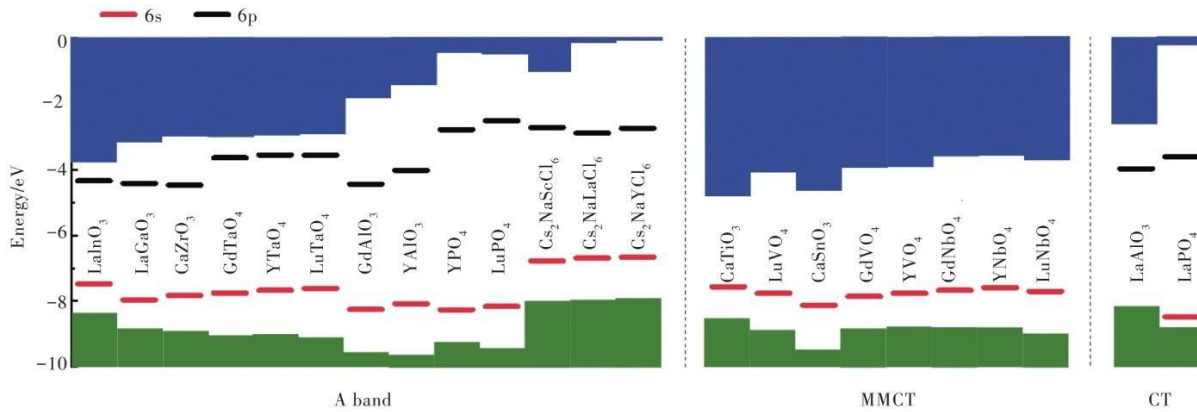 6s 6p
0
−2
−4
−6
−8
−10
Energy/eV
LaInO₃
LaGaO₃
CaZrO₃
GdTaO₄
YTaO₄
LuTaO₄
GdAlO₃
YAlO₃
YPO₄
LuPO₄
Cs₂NaScCl₆
Cs₂NaLaCl₆
Cs₂NaYCl₆
CaTiO₃
LuVO₄
CaSnO₃
GdVO₄
YVO₄
GdNbO₄
YNbO₄
LuNbO₄
LaAlO₃
LaPO₄
A band MMCT CT